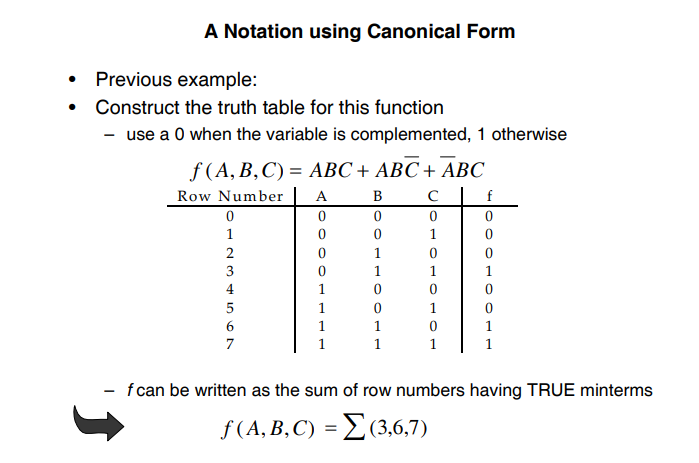 A Notation using Canonical Form
• Previous example:
• Construct the truth table for this function
– use a 0 when the variable is complemented, 1 otherwise
f (A, B, C) = ABC + ABC̅ + A̅BC
Row Number A B C f
0 0 0 0 0
1 0 0 1 0
2 0 1 0 0
3 0 1 1 1
4 1 0 0 0
5 1 0 1 0
6 1 1 0 1
7 1 1 1 1
– f can be written as the sum of row numbers having TRUE minterms
f (A, B, C) = ∑(3,6,7)